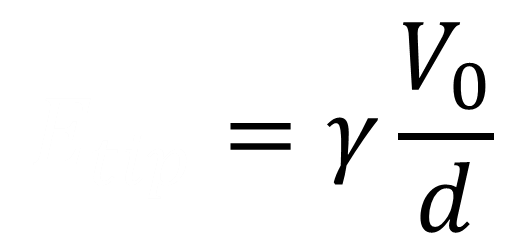 = γ V₀/d